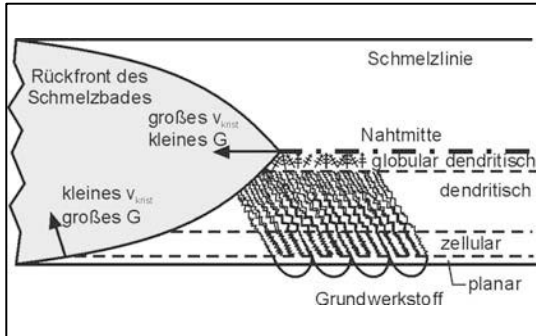 Schmelzlinie
Rückfront des
Schmelzbades
großes v_krist
kleines G
Nahtmitte
globular dendritisch
dendritisch
kleines v_krist
großes G
zellular
planar
Grundwerkstoff